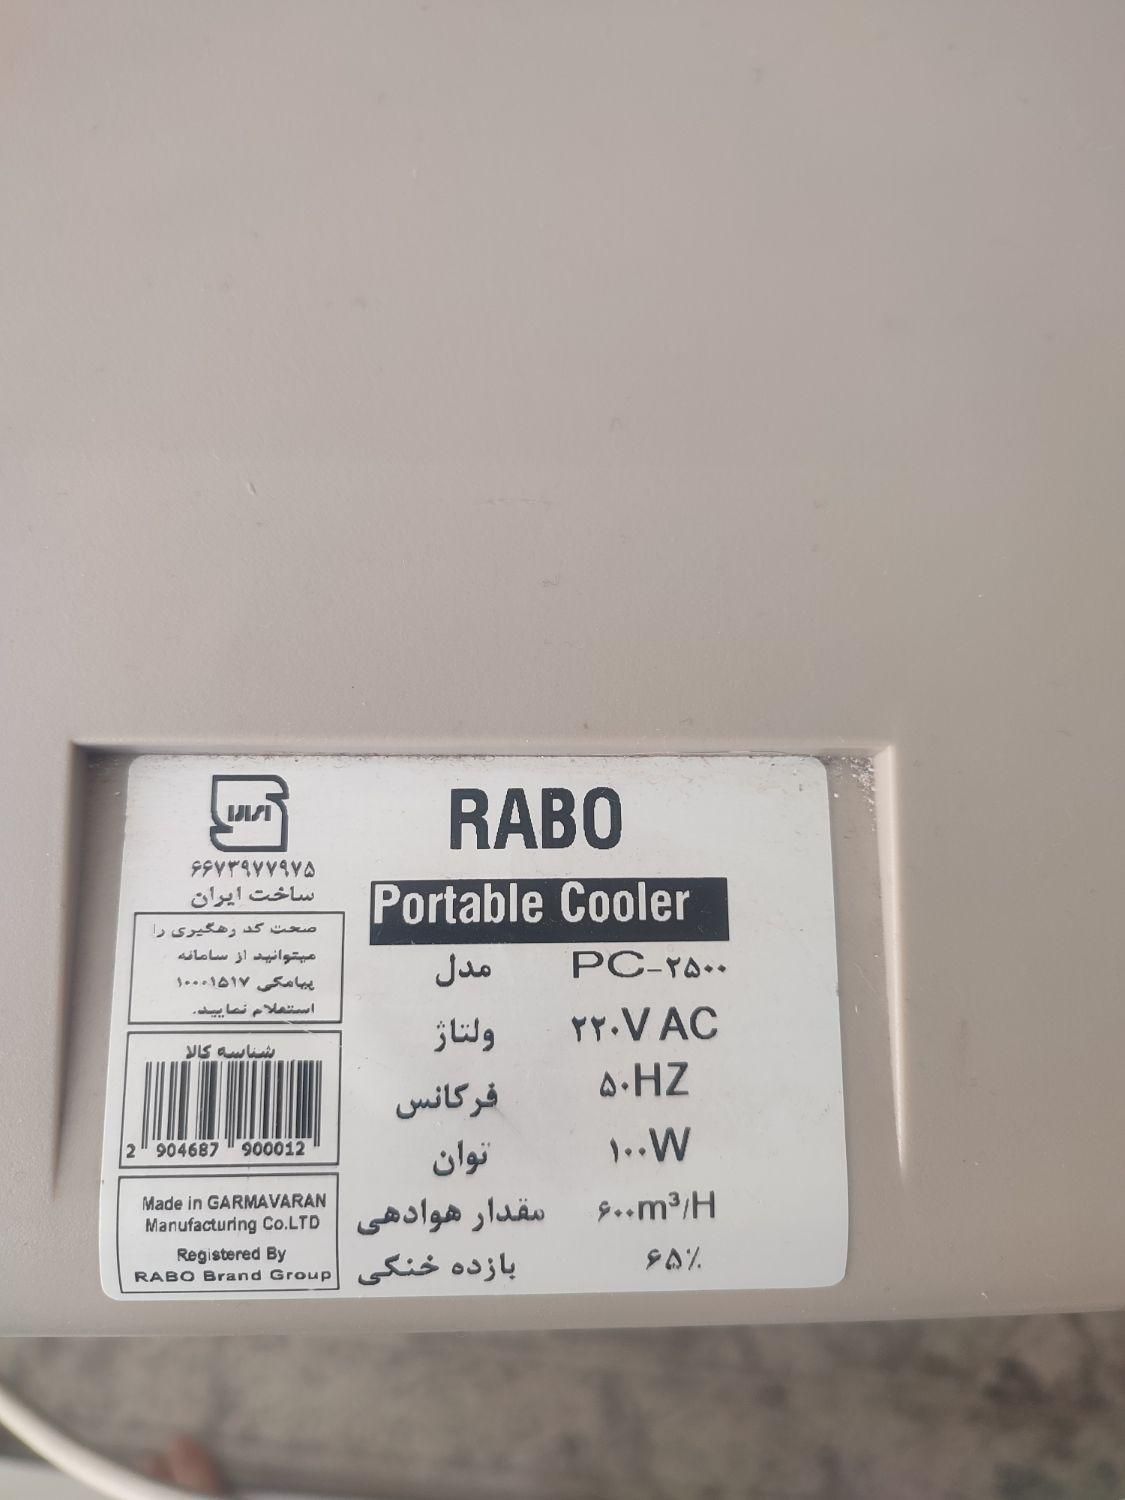 RABO
Portable Cooler
مدل PC-۲۵۰۰
ولتاژ ۲۲۰V AC
فرکانس ۵۰HZ
توان ۱۰۰W
مقدار هوادهی ۶۰۰m³/H
بازده خنکی ۶۵٪
۶۶۷۳۹۷۷۹۷۵
ساخت ایران
صحت کد رهگیری را
میتوانید از سامانه
پیامکی ۱۰۰۰۱۵۱۷
استعلام نمایید.
شناسه کالا
2 904687 900012
Made in GARMAVARAN
Manufacturing Co.LTD
Registered By
RABO Brand Group